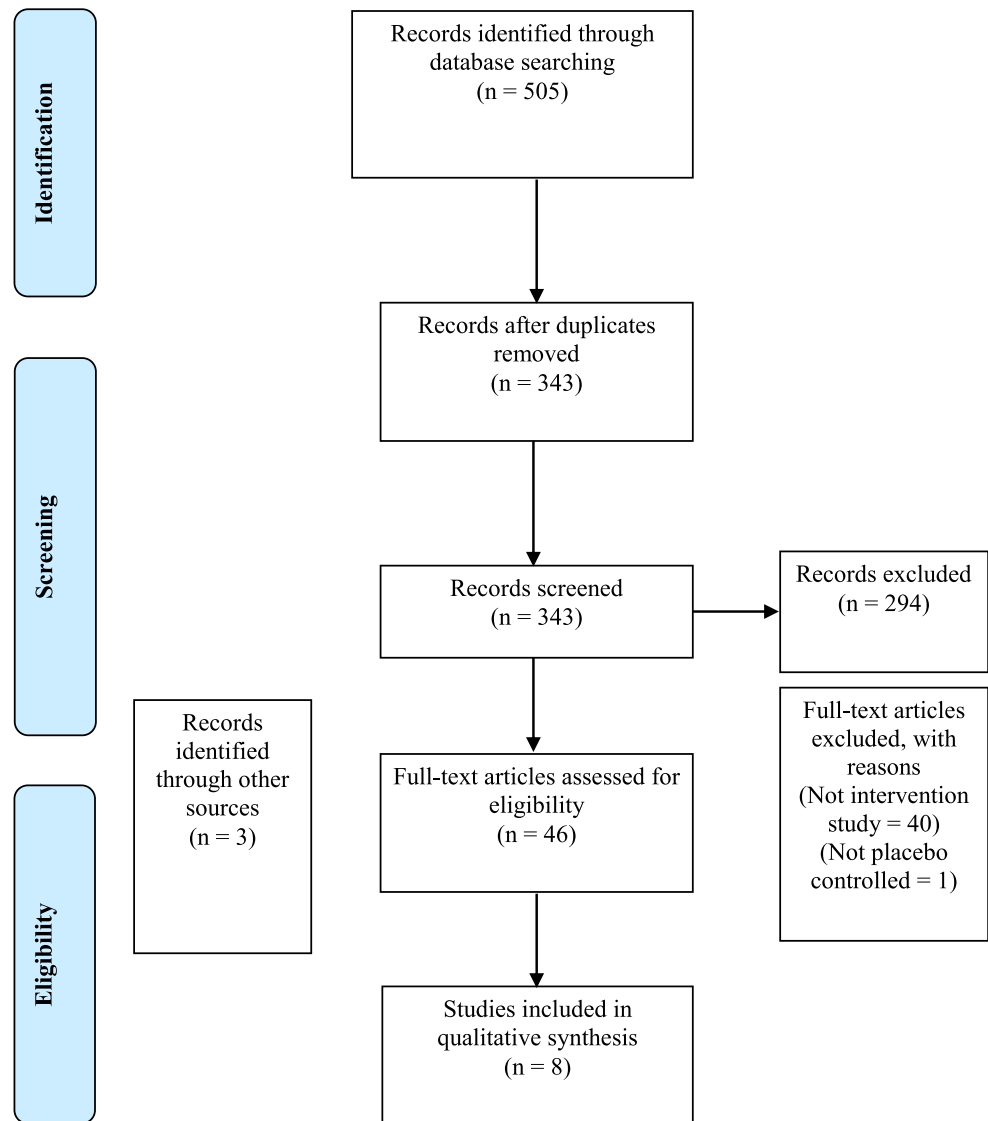 Identification
Records identified through
database searching
(n = 505)
Records after duplicates
removed
(n = 343)
Screening
Records screened
(n = 343)
Records excluded
(n = 294)
Records
identified
through other
sources
(n = 3)
Full-text articles assessed for
eligibility
(n = 46)
Full-text articles
excluded, with
reasons
(Not intervention
study = 40)
(Not placebo
controlled = 1)
Eligibility
Studies included in
qualitative synthesis
(n = 8)